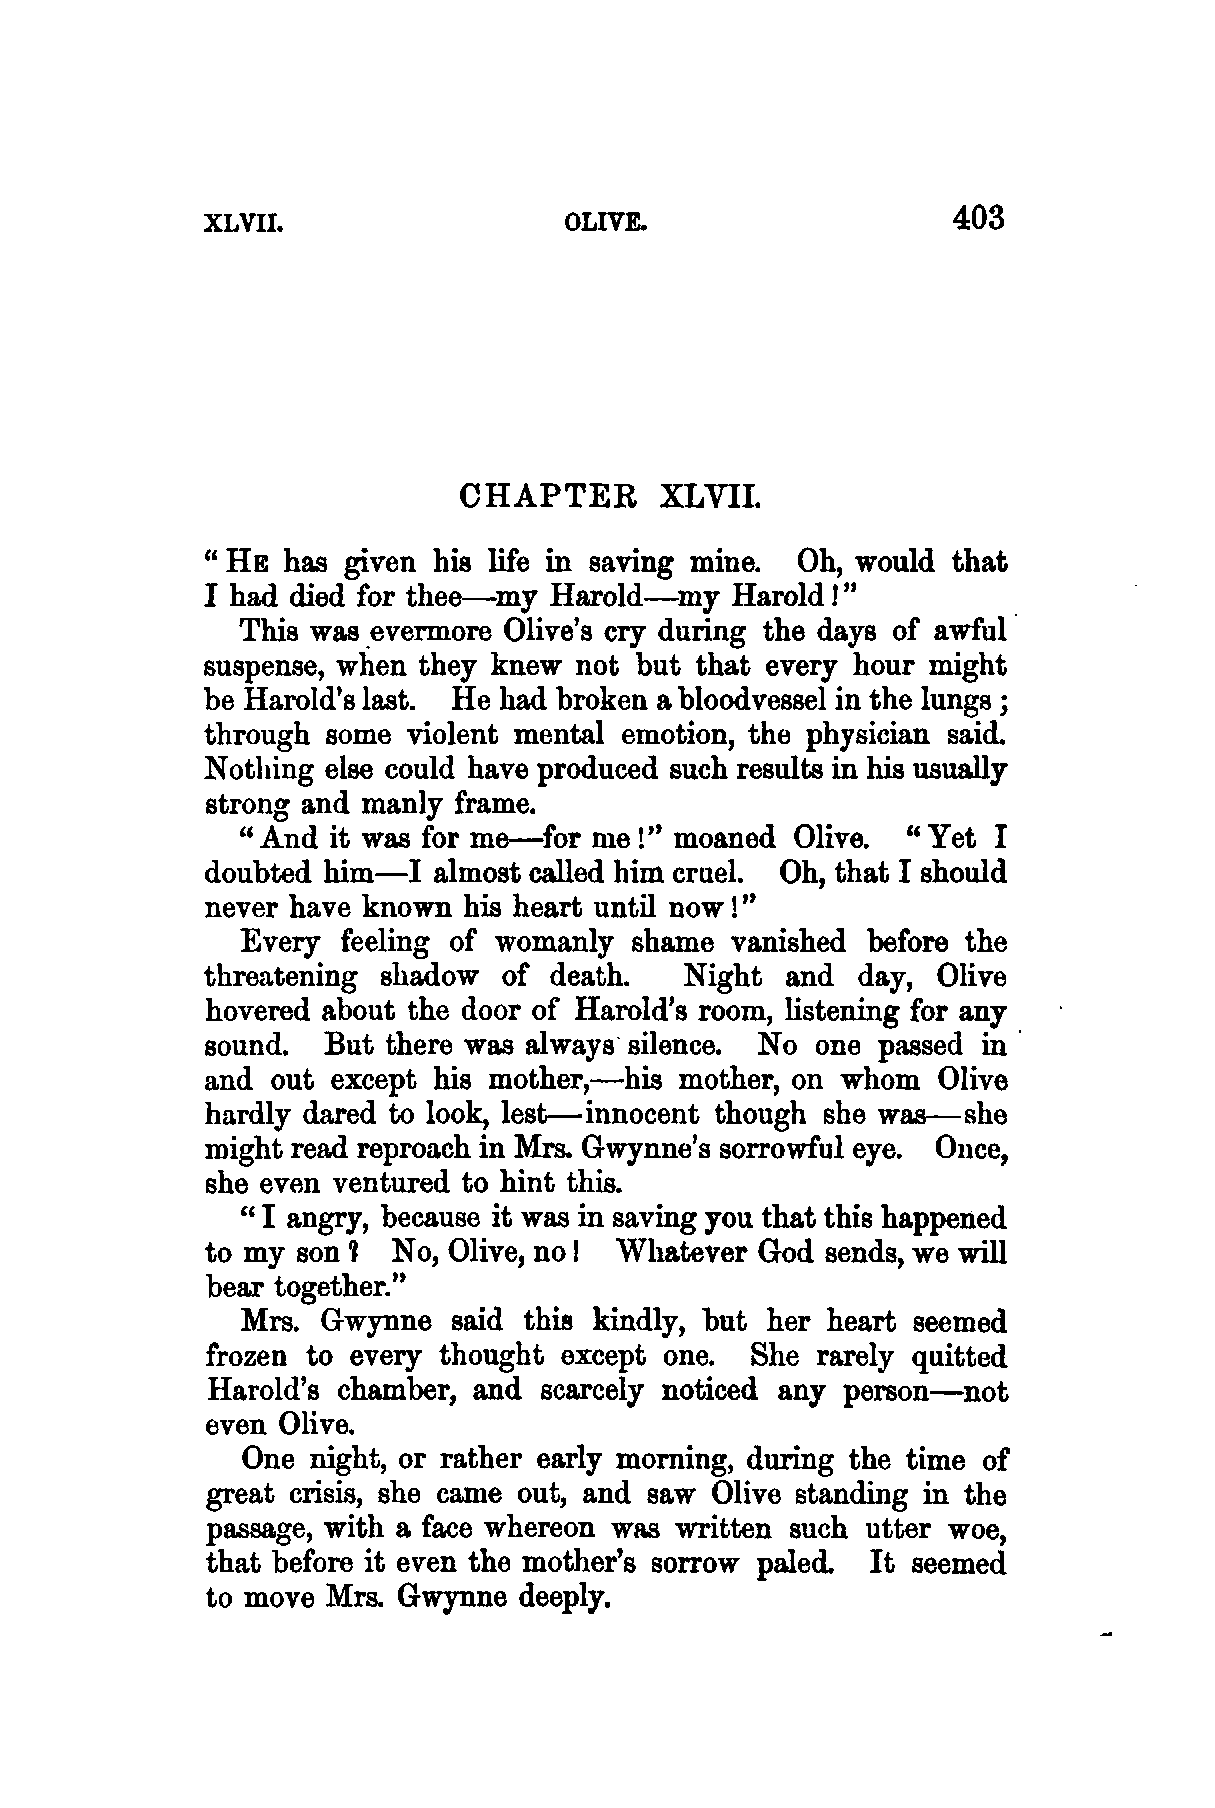 XLVII. OLIVE. 403
CHAPTER XLVII.
“HE has given his life in saving mine. Oh, would that
I had died for thee—my Harold—my Harold!”
This was evermore Olive's cry during the days of awful
suspense, when they knew not but that every hour might
be Harold's last. He had broken a bloodvessel in the lungs;
through some violent mental emotion, the physician said.
Nothing else could have produced such results in his usually
strong and manly frame.
“And it was for me—for me!” moaned Olive. “Yet I
doubted him—I almost called him cruel. Oh, that I should
never have known his heart until now!”
Every feeling of womanly shame vanished before the
threatening shadow of death. Night and day, Olive
hovered about the door of Harold's room, listening for any
sound. But there was always silence. No one passed in
and out except his mother,—his mother, on whom Olive
hardly dared to look, lest—innocent though she was—she
might read reproach in Mrs. Gwynne's sorrowful eye. Once,
she even ventured to hint this.
“I angry, because it was in saving you that this happened
to my son? No, Olive, no! Whatever God sends, we will
bear together.”
Mrs. Gwynne said this kindly, but her heart seemed
frozen to every thought except one. She rarely quitted
Harold's chamber, and scarcely noticed any person—not
even Olive.
One night, or rather early morning, during the time of
great crisis, she came out, and saw Olive standing in the
passage, with a face whereon was written such utter woe,
that before it even the mother's sorrow paled. It seemed
to move Mrs. Gwynne deeply.